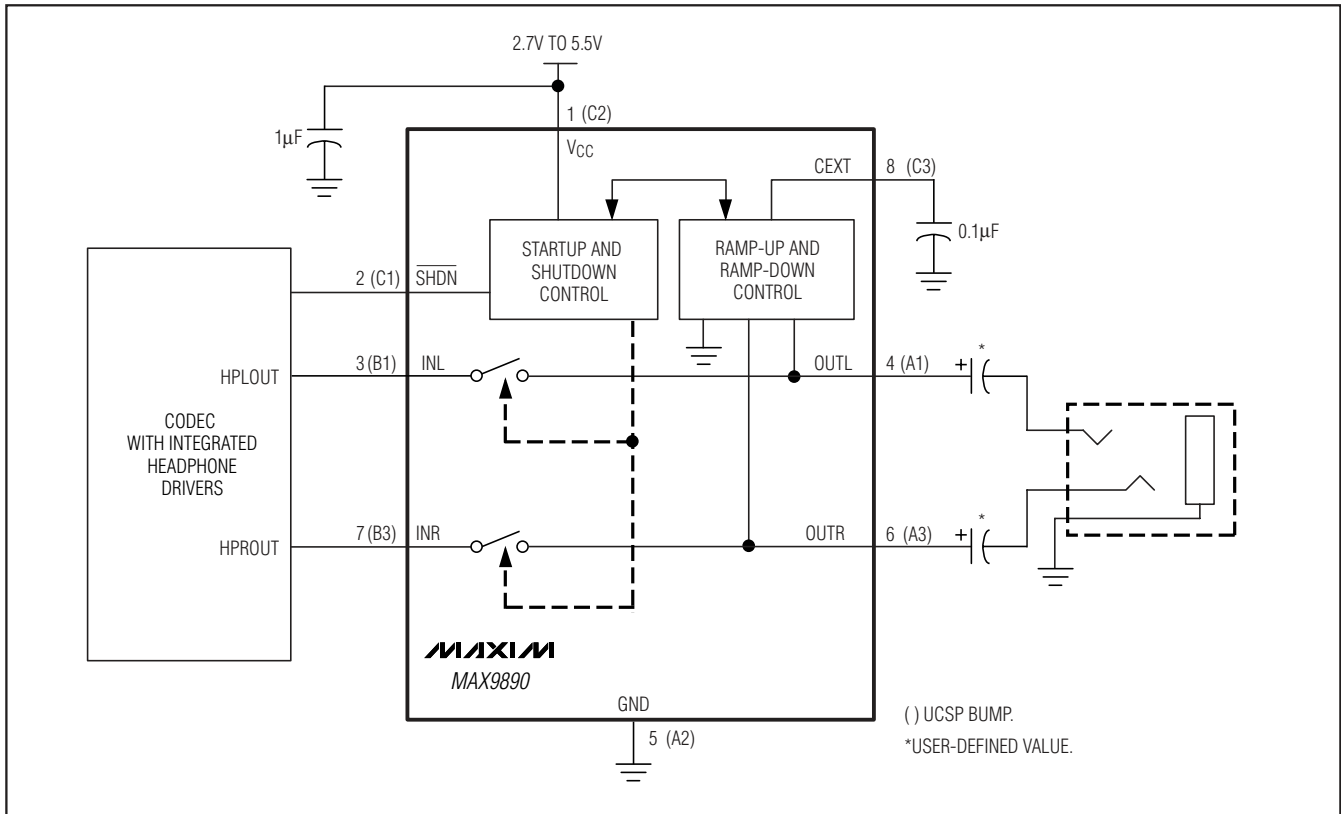 2.7V TO 5.5V
1 (C2)
1µF
VCC
CEXT
8 (C3)
0.1µF
STARTUP AND
SHUTDOWN
CONTROL
RAMP-UP AND
RAMP-DOWN
CONTROL
2 (C1)
SHDN
HPLOUT
3 (B1)
INL
OUTL
4 (A1)
+
*
CODEC
WITH INTEGRATED
HEADPHONE
DRIVERS
HPROUT
7 (B3)
INR
OUTR
6 (A3)
+
*
MAXIM
MAX9890
GND
5 (A2)
( ) UCSP BUMP.
*USER-DEFINED VALUE.